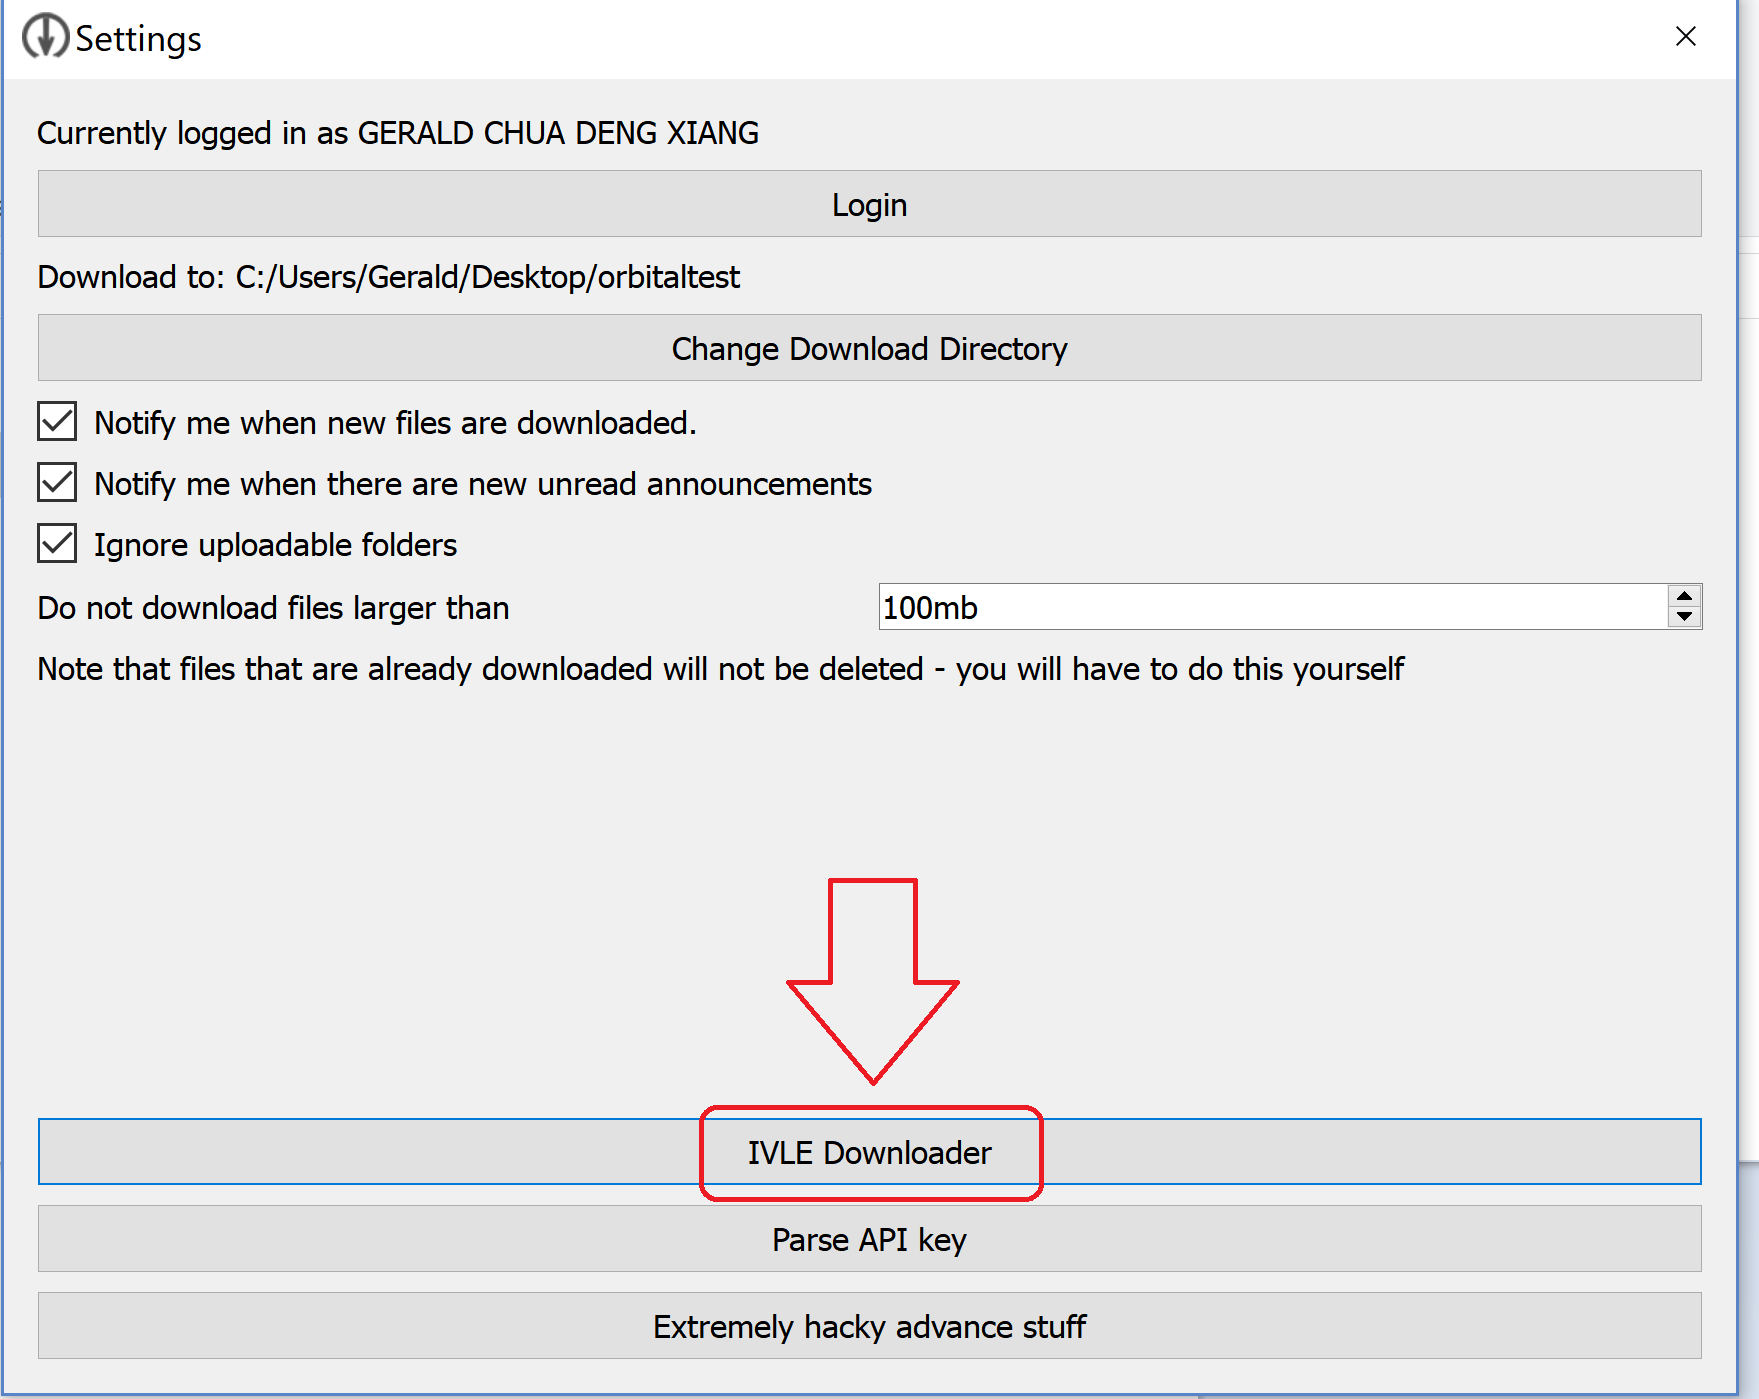 Settings
Currently logged in as GERALD CHUA DENG XIANG
Login
Download to: C:/Users/Gerald/Desktop/orbitaltest
Change Download Directory
Notify me when new files are downloaded.
Notify me when there are new unread announcements
Ignore uploadable folders
Do not download files larger than 100mb
Note that files that are already downloaded will not be deleted - you will have to do this yourself
IVLE Downloader
Parse API key
Extremely hacky advance stuff